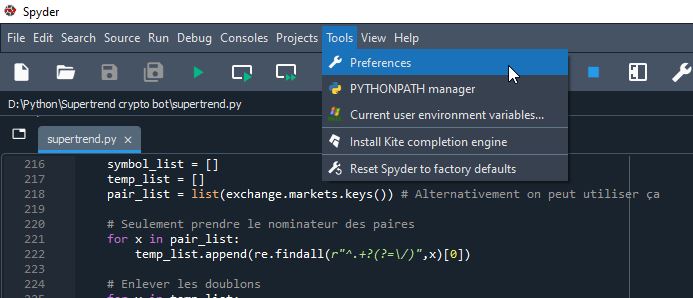 Spyder
File Edit Search Source Run Debug Consoles Projects Tools View Help
Preferences
PYTHONPATH manager
Current user environment variables...
Install Kite completion engine
Reset Spyder to factory defaults
D:\Python\Supertrend crypto bot\supertrend.py
supertrend.py
216 symbol_list = []
217 temp_list = []
218 pair_list = list(exchange.markets.keys()) # Alternativement on peut utiliser ça
219
220 # Seulement prendre le nominateur des paires
221 for x in pair_list:
222 temp_list.append(re.findall(r"^.+?(?=\/)",x)[0])
223
224 # Enlever les doublons